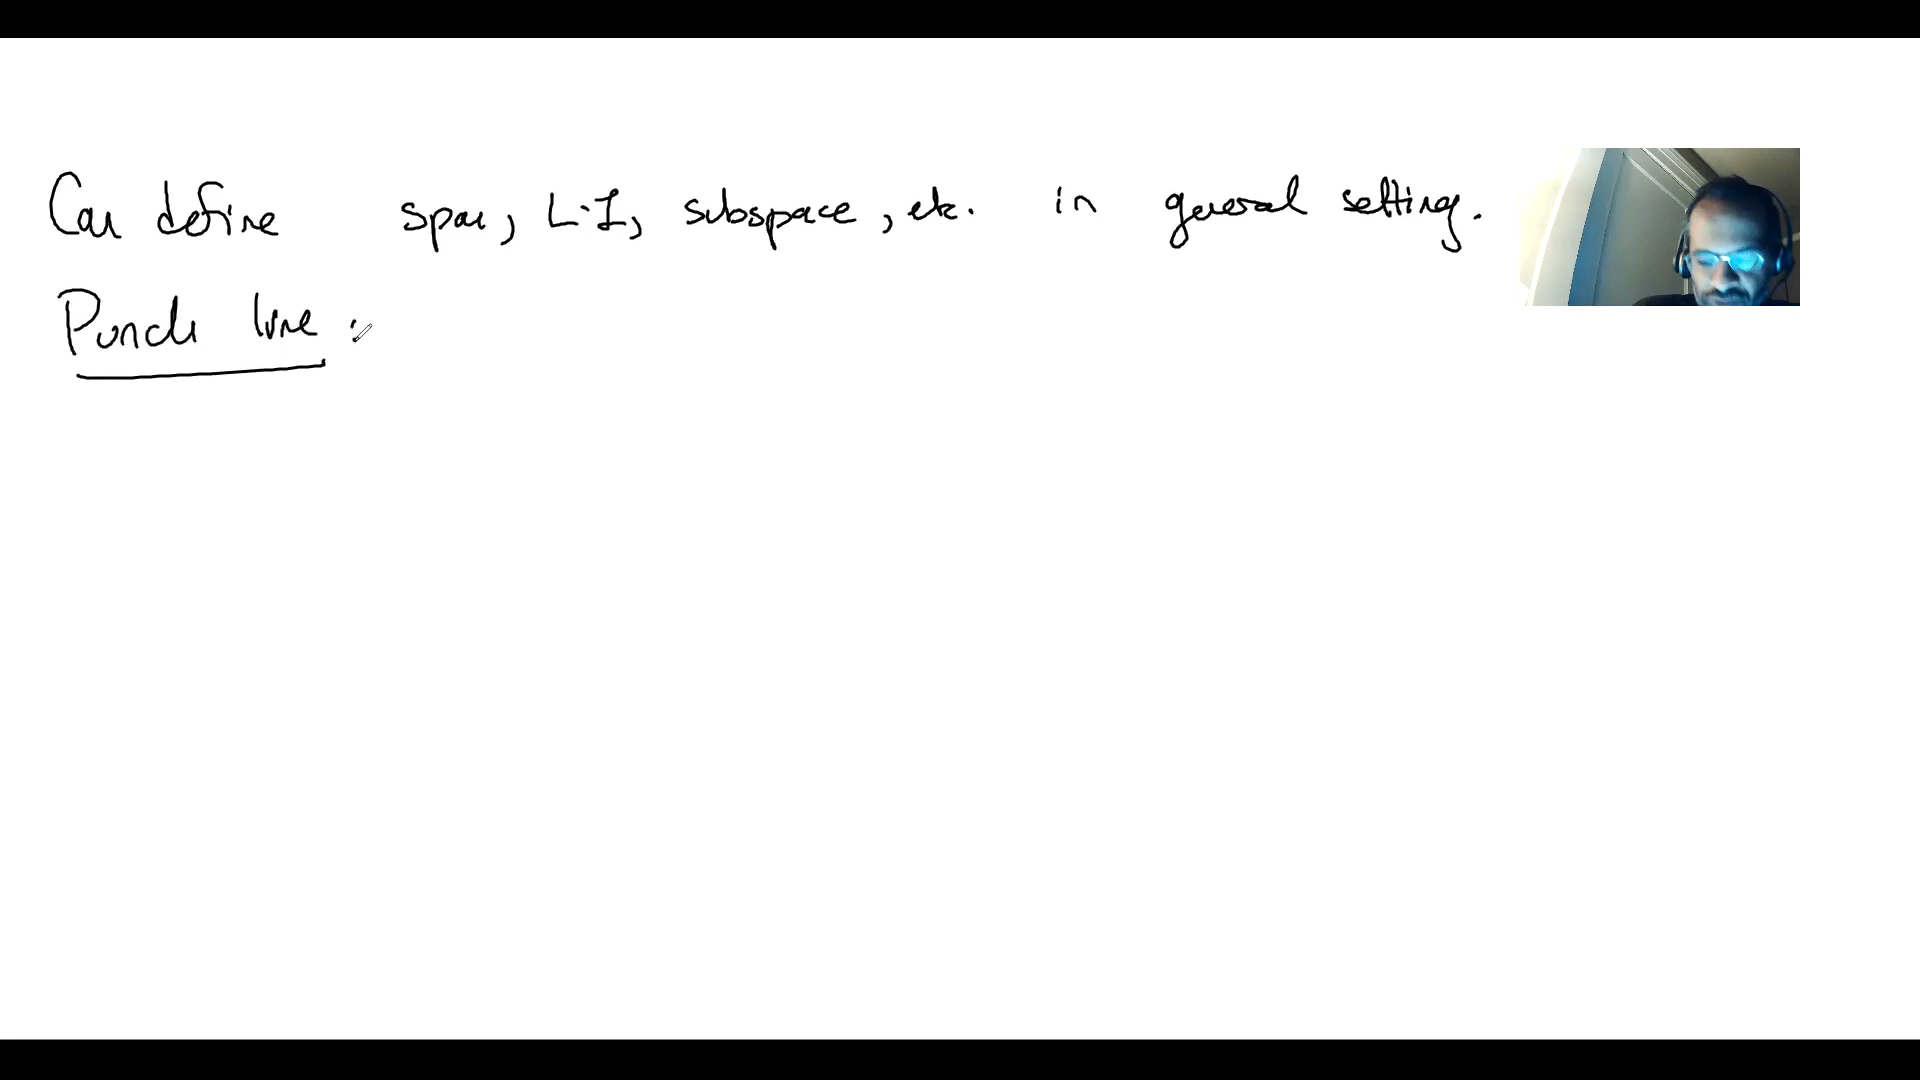 Can define span, L.I, subspace, etc. in general setting.
Punch line :